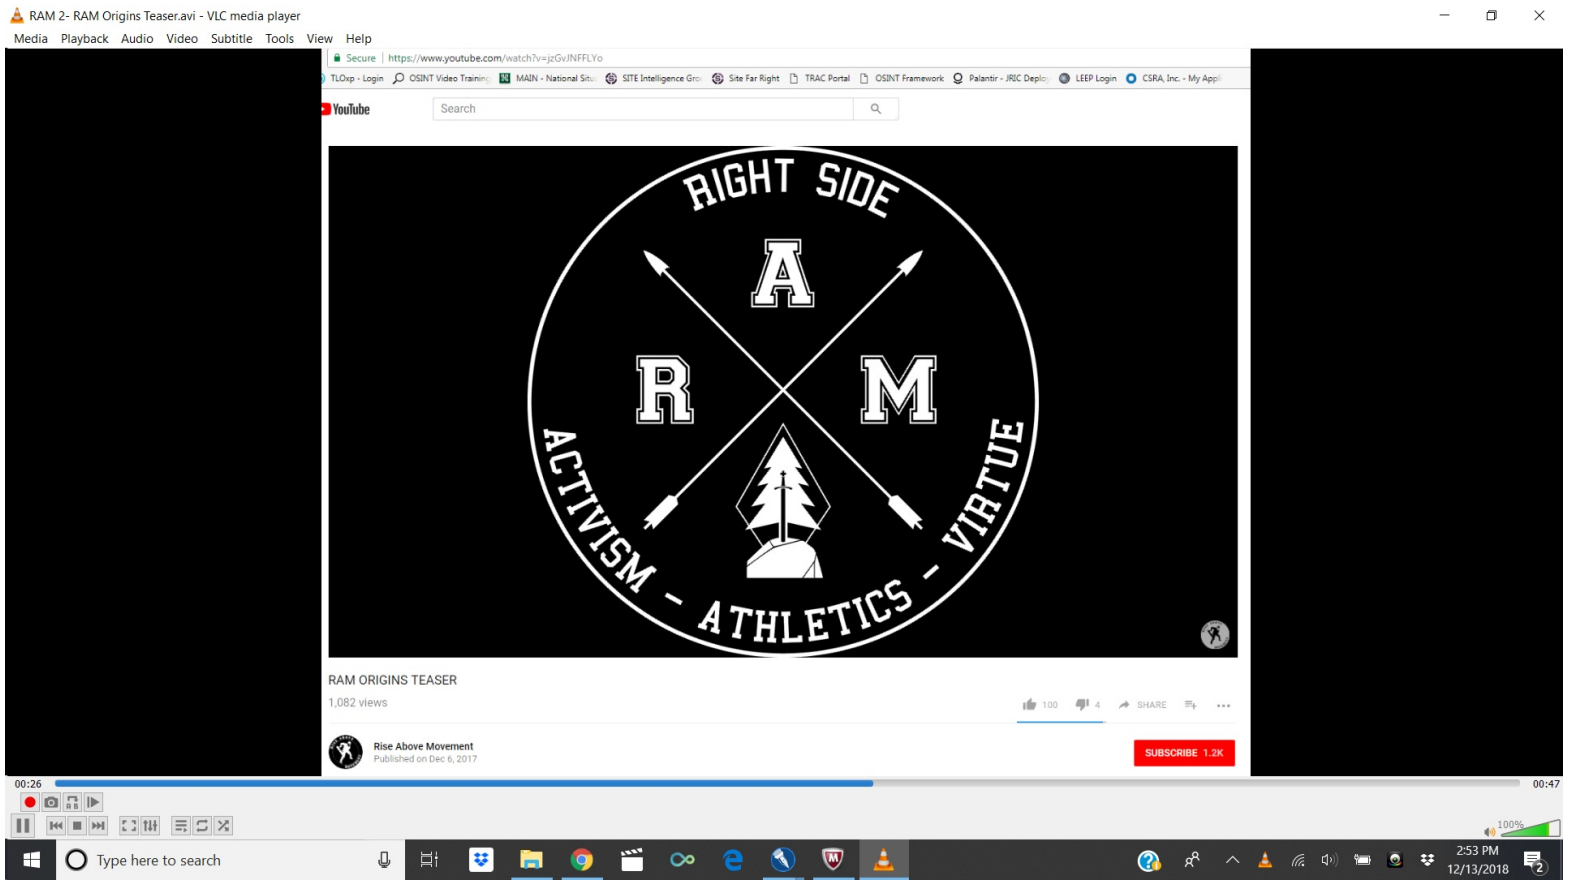 RAM 2- RAM Origins Teaser.avi - VLC media player
Media Playback Audio Video Subtitle Tools View Help
Secure | https://www.youtube.com/watch?v=jzGvJNFFLYo
TLOxp - Login OSINT Video Training MAIN - National Situ SITE Intelligence Gro Site Far Right TRAC Portal OSINT Framework Palantir - JRIC Deplo LEEP Login CSRA, Inc. - My Appl
YouTube Search
RIGHT SIDE
A
R M
ACTIVISM - ATHLETICS - VIRTUE
RAM ORIGINS TEASER
1,082 views
100 4 SHARE
Rise Above Movement
Published on Dec 6, 2017
SUBSCRIBE 1.2K
00:26 00:47
100%
Type here to search
2:53 PM
12/13/2018
2